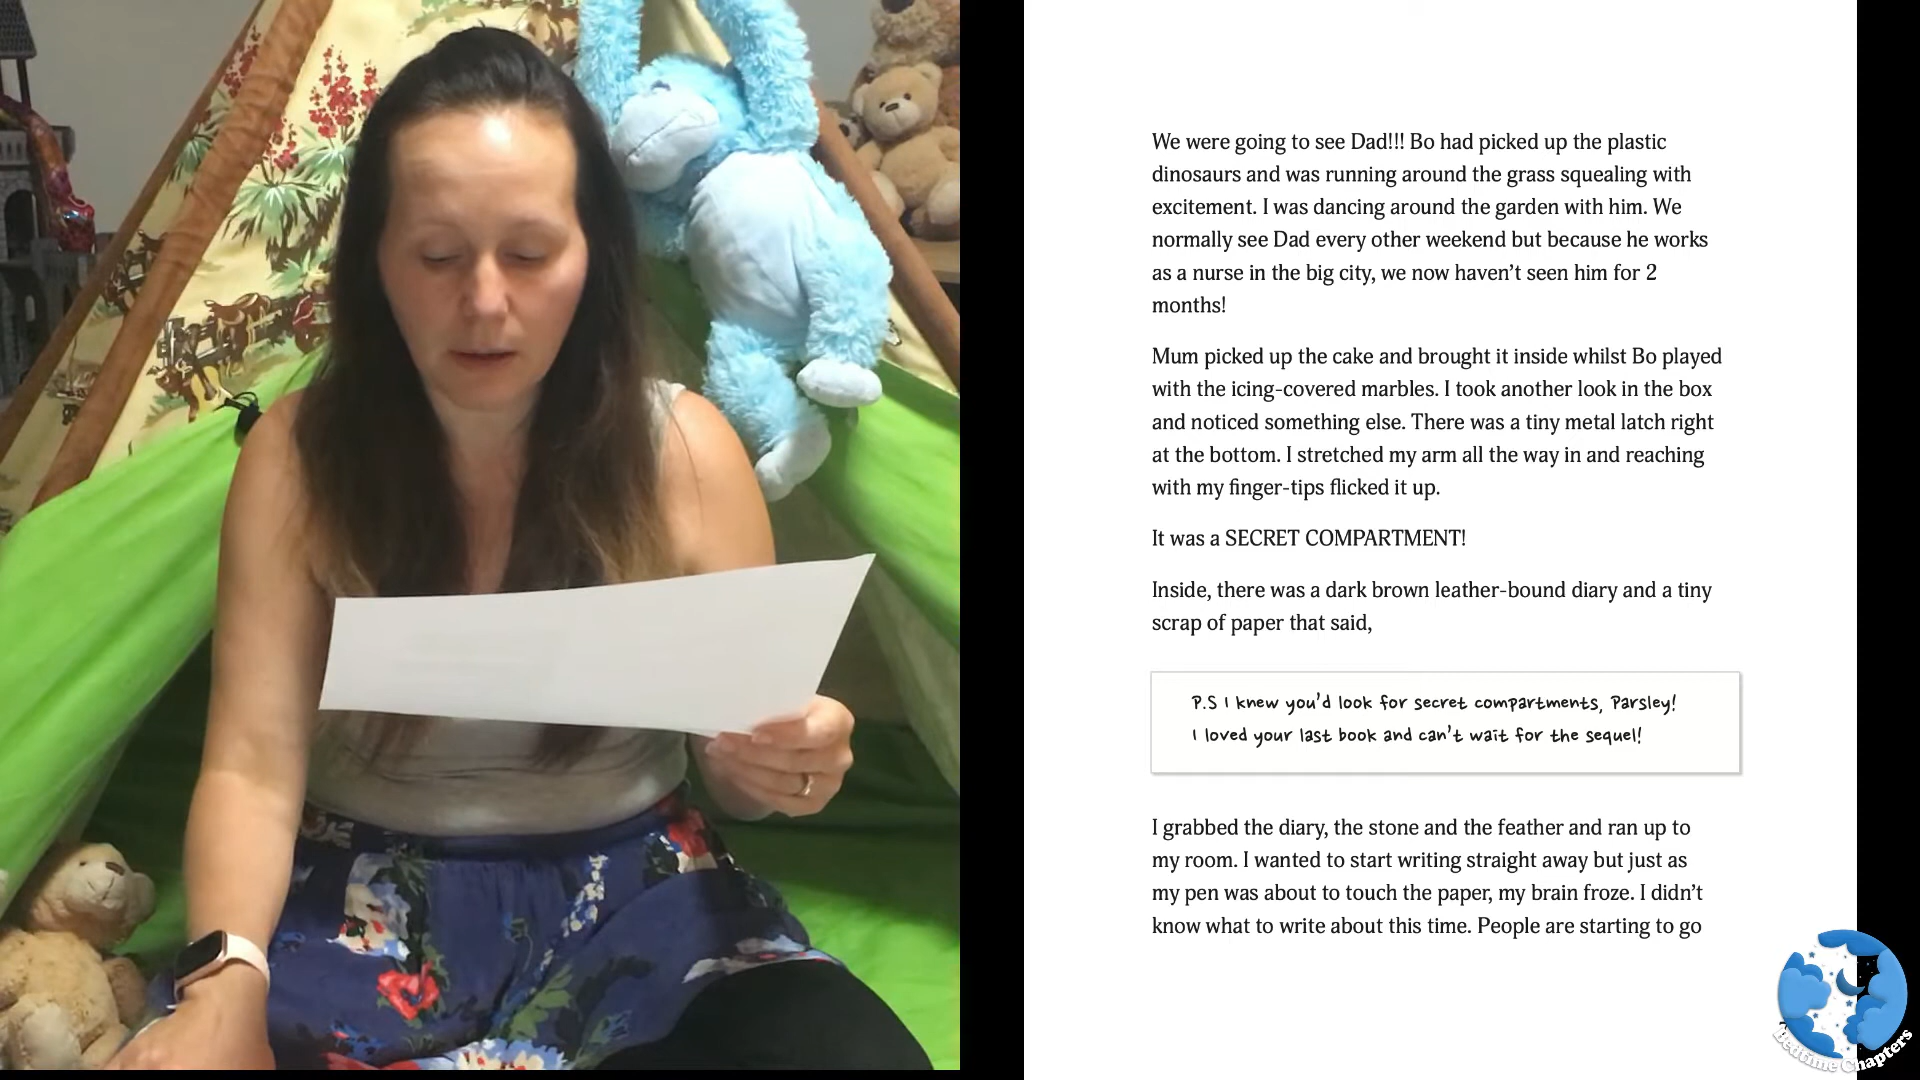 We were going to see Dad!!! Bo had picked up the plastic
dinosaurs and was running around the grass squealing with
excitement. I was dancing around the garden with him. We
normally see Dad every other weekend but because he works
as a nurse in the big city, we now haven't seen him for 2
months!
Mum picked up the cake and brought it inside whilst Bo played
with the icing-covered marbles. I took another look in the box
and noticed something else. There was a tiny metal latch right
at the bottom. I stretched my arm all the way in and reaching
with my finger-tips flicked it up.
It was a SECRET COMPARTMENT!
Inside, there was a dark brown leather-bound diary and a tiny
scrap of paper that said,
P.S I knew you'd look for secret compartments, Parsley!
I loved your last book and can't wait for the sequel!
I grabbed the diary, the stone and the feather and ran up to
my room. I wanted to start writing straight away but just as
my pen was about to touch the paper, my brain froze. I didn't
know what to write about this time. People are starting to go
Bedtime Chapters